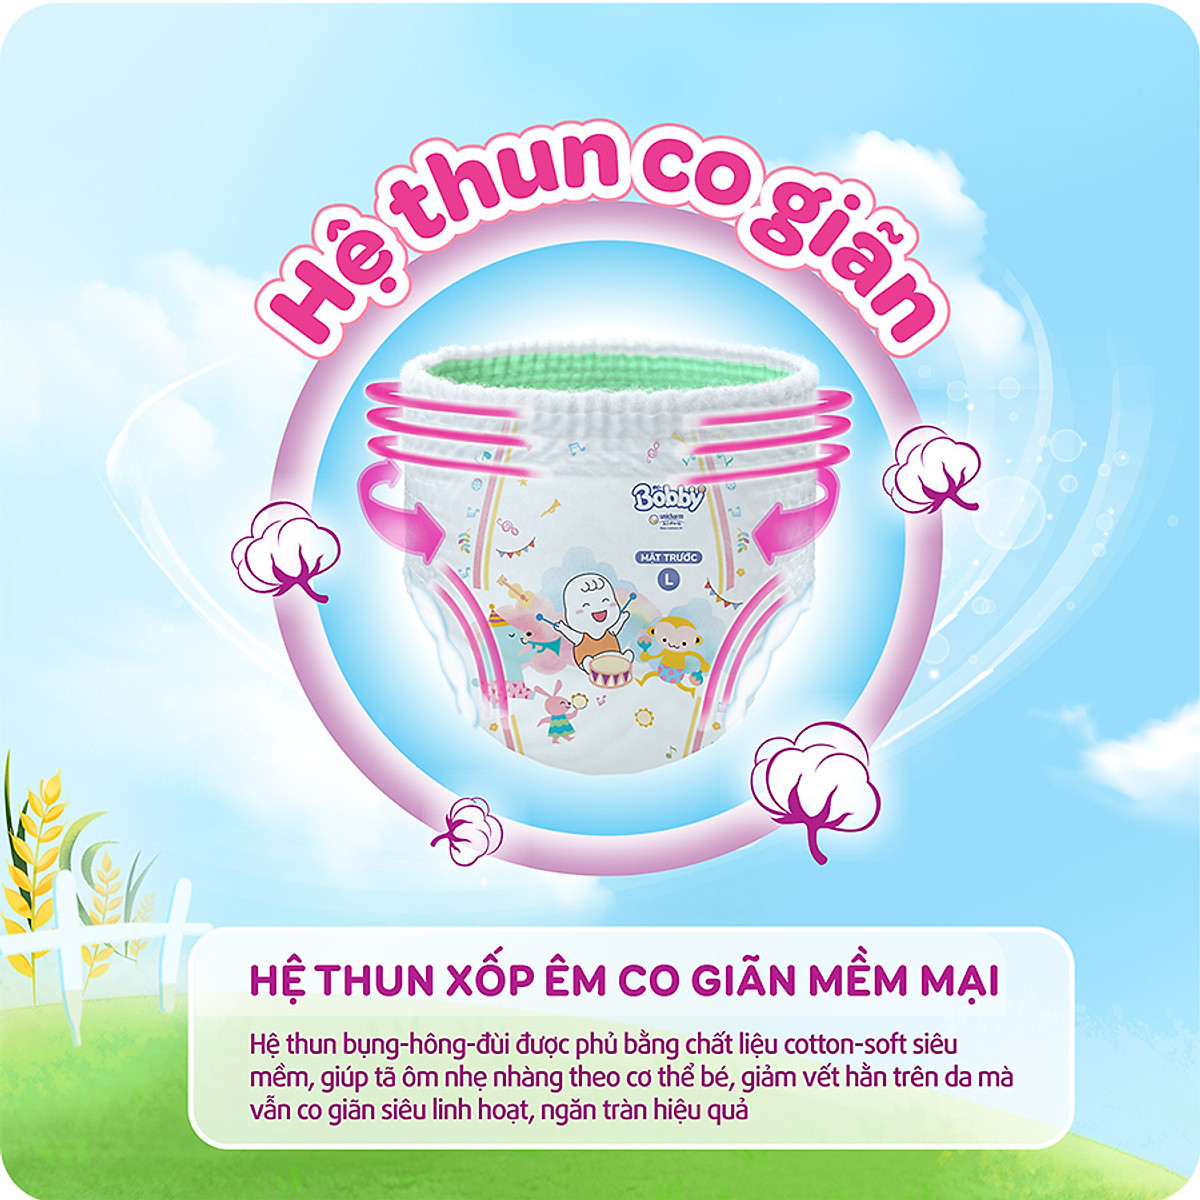 Hệ thun co giãn
Bobby
unicharm
MẶT TRƯỚC
L
HỆ THUN XỐP ÊM CO GIÃN MỀM MẠI
Hệ thun bụng-hông-đùi được phủ bằng chất liệu cotton-soft siêu
mềm, giúp tã ôm nhẹ nhàng theo cơ thể bé, giảm vết hằn trên da mà
vẫn co giãn siêu linh hoạt, ngăn tràn hiệu quả